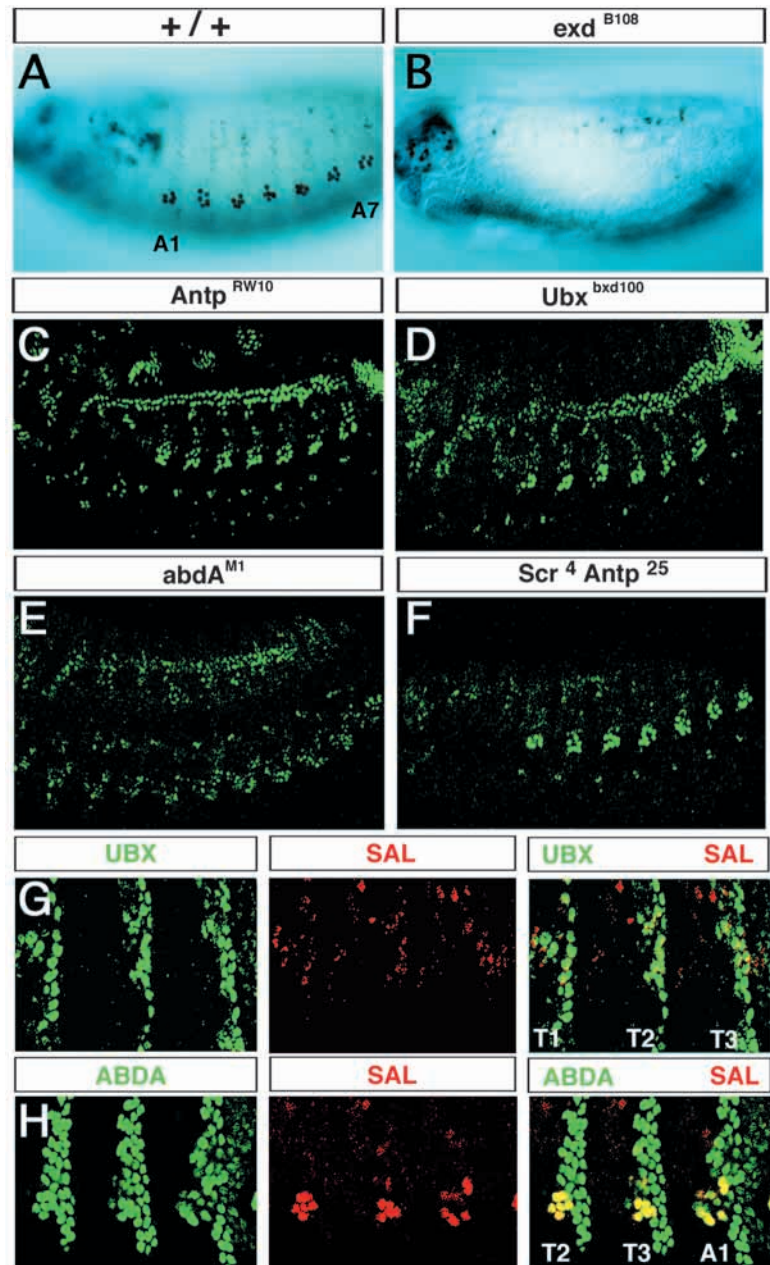 + / + exd B108
A B
A1 A7
Antp RW10 Ubx bxd100
C D
abdA M1 Scr 4 Antp 25
E F
UBX SAL UBX SAL
G
T1 T2 T3
ABDA SAL ABDA SAL
H
T2 T3 A1